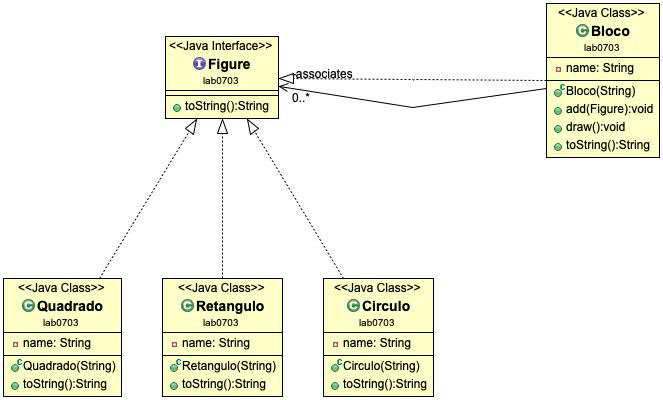 <<Java Class>>
Bloco
lab0703
name: String
Bloco(String)
add(Figure):void
draw():void
toString():String
<<Java Interface>>
Figure
lab0703
toString():String
-associates
0..*
<<Java Class>>
Quadrado
lab0703
name: String
Quadrado(String)
toString():String
<<Java Class>>
Retangulo
lab0703
name: String
Retangulo(String)
toString():String
<<Java Class>>
Circulo
lab0703
name: String
Circulo(String)
toString():String